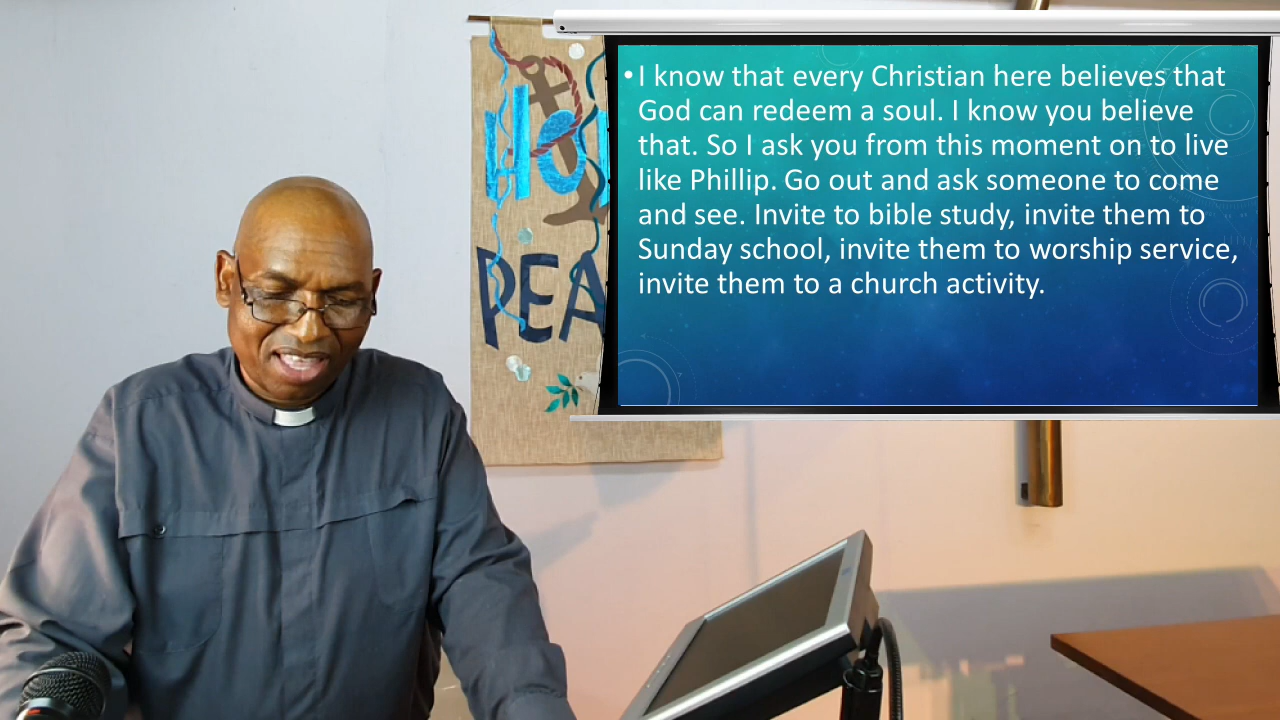 HO
PEA
• I know that every Christian here believes that
God can redeem a soul. I know you believe
that. So I ask you from this moment on to live
like Phillip. Go out and ask someone to come
and see. Invite to bible study, invite them to
Sunday school, invite them to worship service,
invite them to a church activity.